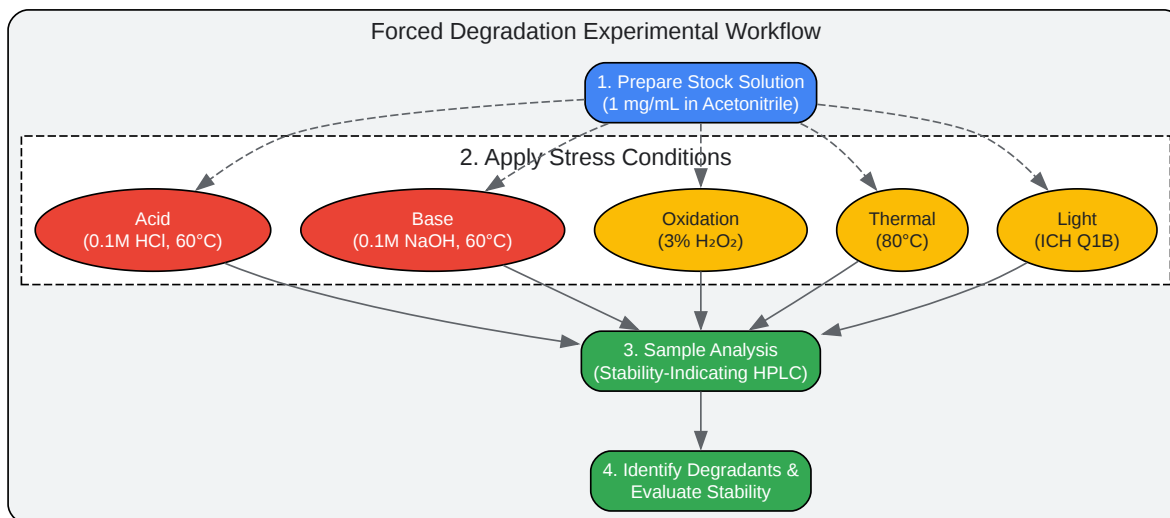 Forced Degradation Experimental Workflow
1. Prepare Stock Solution
(1 mg/mL in Acetonitrile)
2. Apply Stress Conditions
Acid
(0.1M HCl, 60°C)
Base
(0.1M NaOH, 60°C)
Oxidation
(3% H₂O₂)
Thermal
(80°C)
Light
(ICH Q1B)
3. Sample Analysis
(Stability-Indicating HPLC)
4. Identify Degradants &
Evaluate Stability